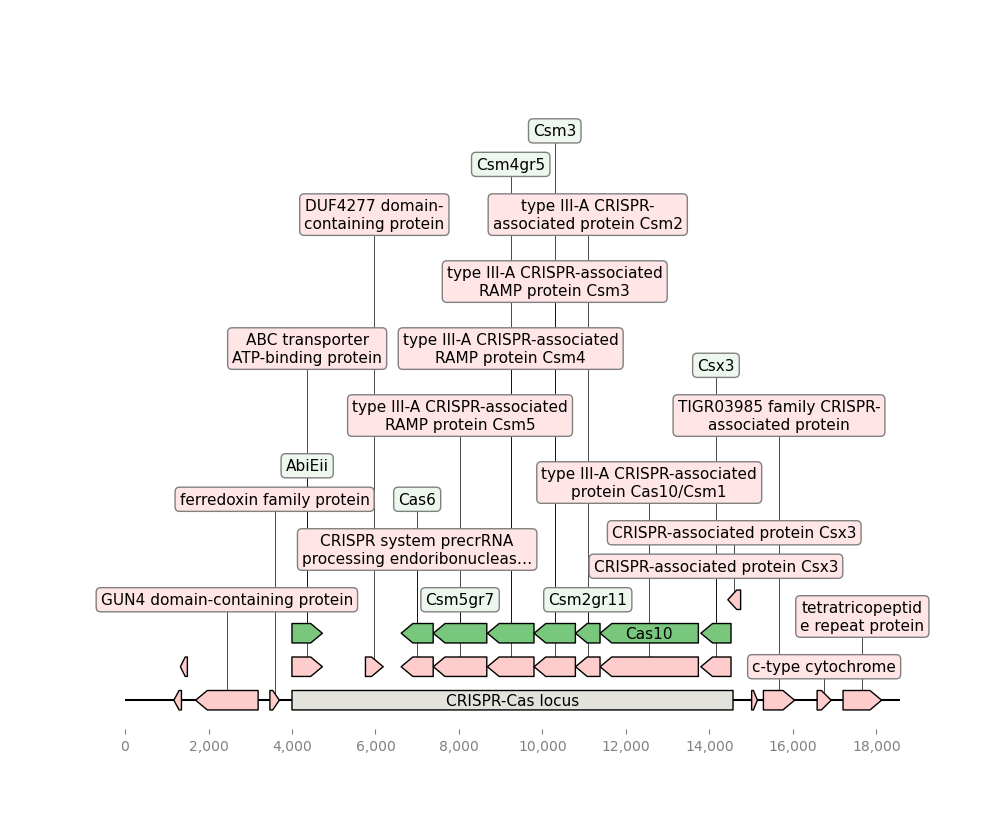 Csm3
Csm4gr5
DUF4277 domain-
containing protein
type III-A CRISPR-
associated protein Csm2
type III-A CRISPR-associated
RAMP protein Csm3
ABC transporter
ATP-binding protein
type III-A CRISPR-associated
RAMP protein Csm4
Csx3
type III-A CRISPR-associated
RAMP protein Csm5
TIGR03985 family CRISPR-
associated protein
AbiEii
type III-A CRISPR-associated
protein Cas10/Csm1
ferredoxin family protein
Cas6
CRISPR-associated protein Csx3
CRISPR system precrRNA
processing endoribonucleas...
CRISPR-associated protein Csx3
GUN4 domain-containing protein
Csm5gr7
Csm2gr11
tetratricopeptid
e repeat protein
Cas10
c-type cytochrome
CRISPR-Cas locus
0 2,000 4,000 6,000 8,000 10,000 12,000 14,000 16,000 18,000